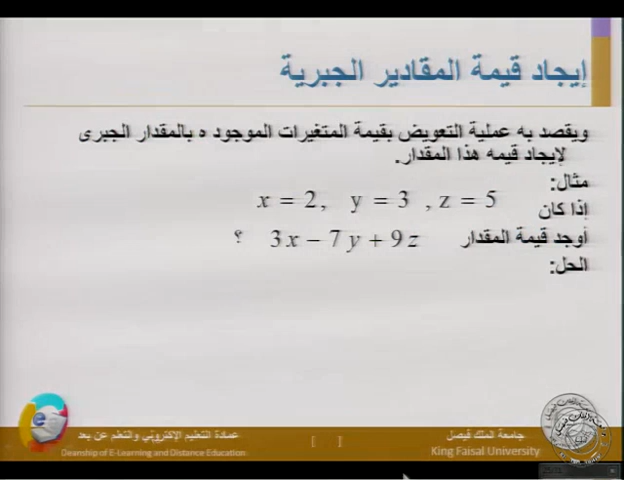 إيجاد قيمة المقادير الجبرية
ويقصد به عملية التعويض بقيمة المتغيرات الموجود ه بالمقدار الجبرى
لإيجاد قيمه هذا المقدار.
مثال:
إذا كان x = 2, y = 3 , z = 5
أوجد قيمة المقدار 3x − 7y + 9z ؟
الحل:
جامعة الملك فيصل
King Faisal University
[ ]
عمادة التعليم الإلكتروني والتعلم عن بعد
Deanship of E-Learning and Distance Education